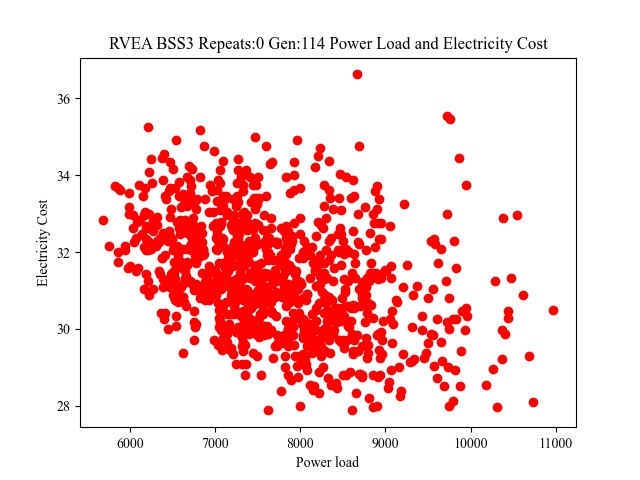 RVEA BSS3 Repeats:0 Gen:114 Power Load and Electricity Cost
36
34
32
30
28
Electricity Cost
6000 7000 8000 9000 10000 11000
Power load